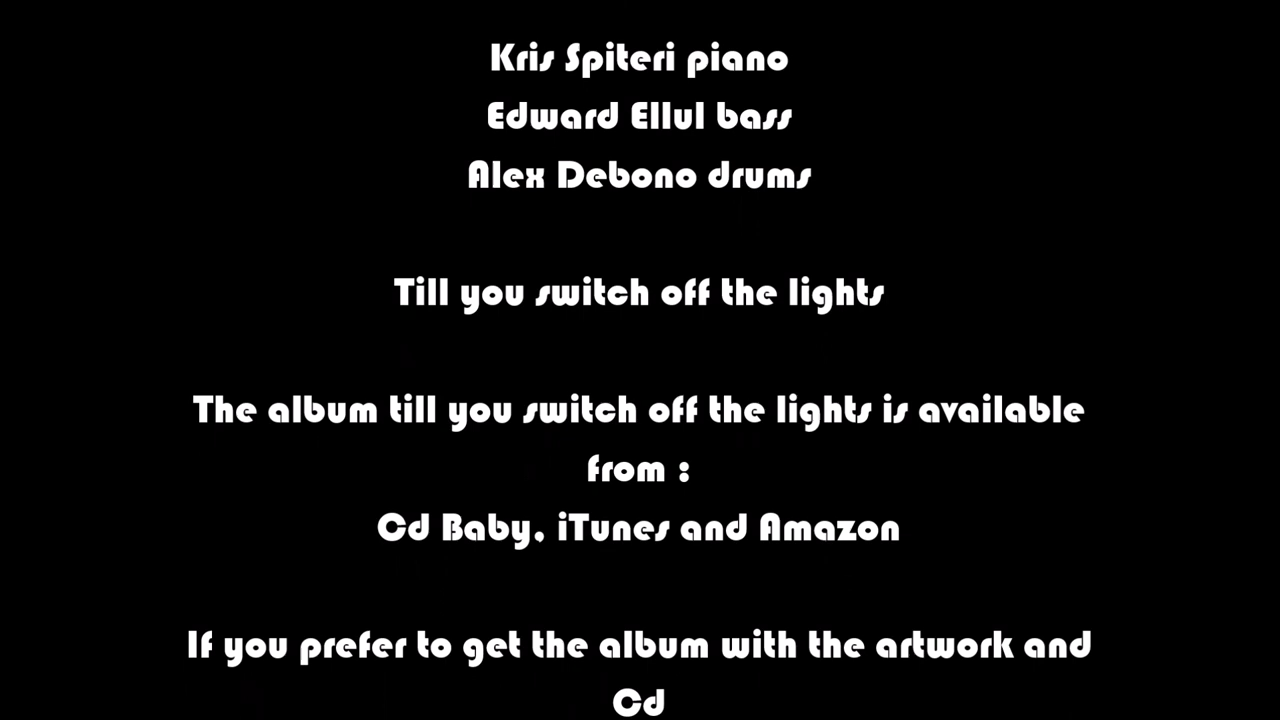 Kris Spiteri piano
Edward Ellul bass
Alex Debono drums
Till you switch off the lights
The album till you switch off the lights is available
from :
Cd Baby, iTunes and Amazon
If you prefer to get the album with the artwork and
Cd